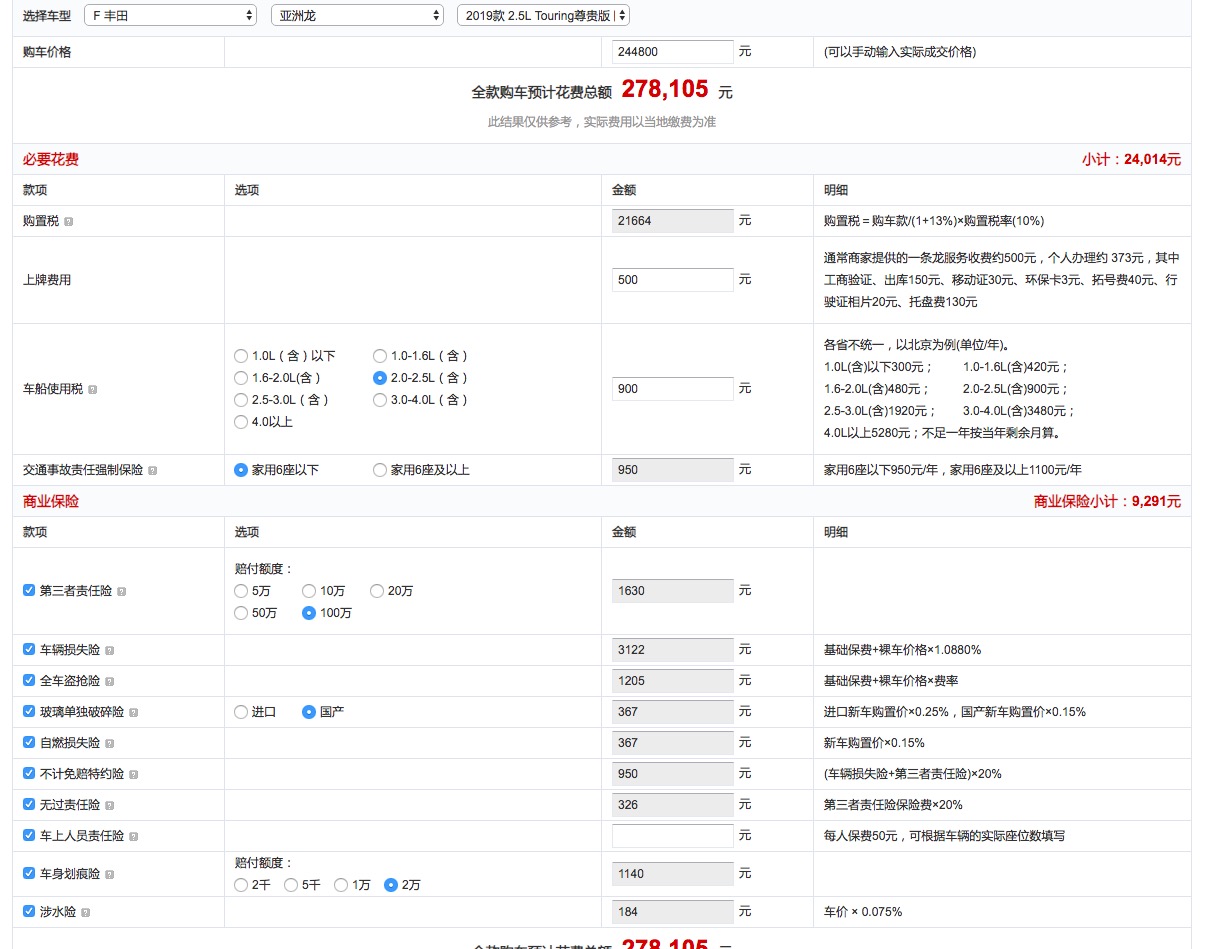 选择车型 F 丰田 亚洲龙 2019款 2.5L Touring尊贵版 |
购车价格 244800 元 (可以手动输入实际成交价格)
全款购车预计花费总额 278,105 元
此结果仅供参考，实际费用以当地缴费为准
必要花费 小计：24,014元
款项 选项 金额 明细
购置税 ? 21664 元 购置税＝购车款/(1+13%)×购置税率(10%)
上牌费用 500 元 通常商家提供的一条龙服务收费约500元，个人办理约 373元，其中
工商验证、出库150元、移动证30元、环保卡3元、拓号费40元、行
驶证相片20元、托盘费130元
车船使用税 ? 900 元
1.0L（含）以下 1.0-1.6L（含）
1.6-2.0L(含） 2.0-2.5L（含）
2.5-3.0L（含） 3.0-4.0L（含）
4.0以上
各省不统一，以北京为例(单位/年)。
1.0L(含)以下300元； 1.0-1.6L(含)420元；
1.6-2.0L(含)480元； 2.0-2.5L(含)900元；
2.5-3.0L(含)1920元； 3.0-4.0L(含)3480元；
4.0L以上5280元；不足一年按当年剩余月算。
交通事故责任强制保险 ? 家用6座以下 家用6座及以上 950 元 家用6座以下950元/年，家用6座及以上1100元/年
商业保险 商业保险小计：9,291元
款项 选项 金额 明细
第三者责任险 ? 1630 元
赔付额度：
5万 10万 20万
50万 100万
车辆损失险 ? 3122 元 基础保费+裸车价格×1.0880%
全车盗抢险 ? 1205 元 基础保费+裸车价格×费率
玻璃单独破碎险 ? 进口 国产 367 元 进口新车购置价×0.25%，国产新车购置价×0.15%
自燃损失险 ? 367 元 新车购置价×0.15%
不计免赔特约险 ? 950 元 (车辆损失险+第三者责任险)×20%
无过责任险 ? 326 元 第三者责任险保险费×20%
车上人员责任险 ? 元 每人保费50元，可根据车辆的实际座位数填写
车身划痕险 ? 1140 元
赔付额度：
2千 5千 1万 2万
涉水险 ? 184 元 车价 × 0.075%
全款购车预计花费总额 278,105 元